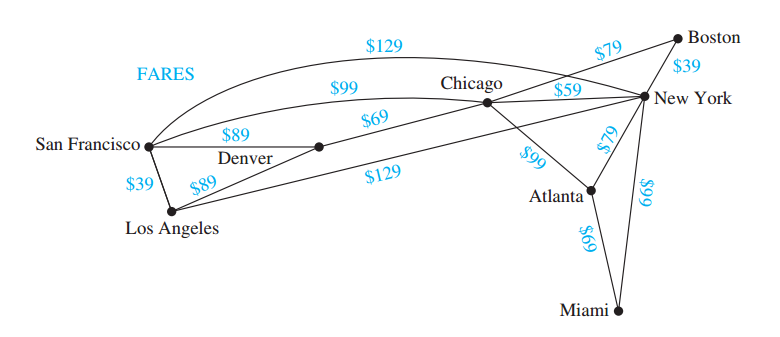 $129
FARES
$79
Boston
$39
Chicago
$99
$59
New York
$69
San Francisco
$89
Denver
$79
$99
$39
$89
$129
Atlanta
$99
Los Angeles
$69
Miami